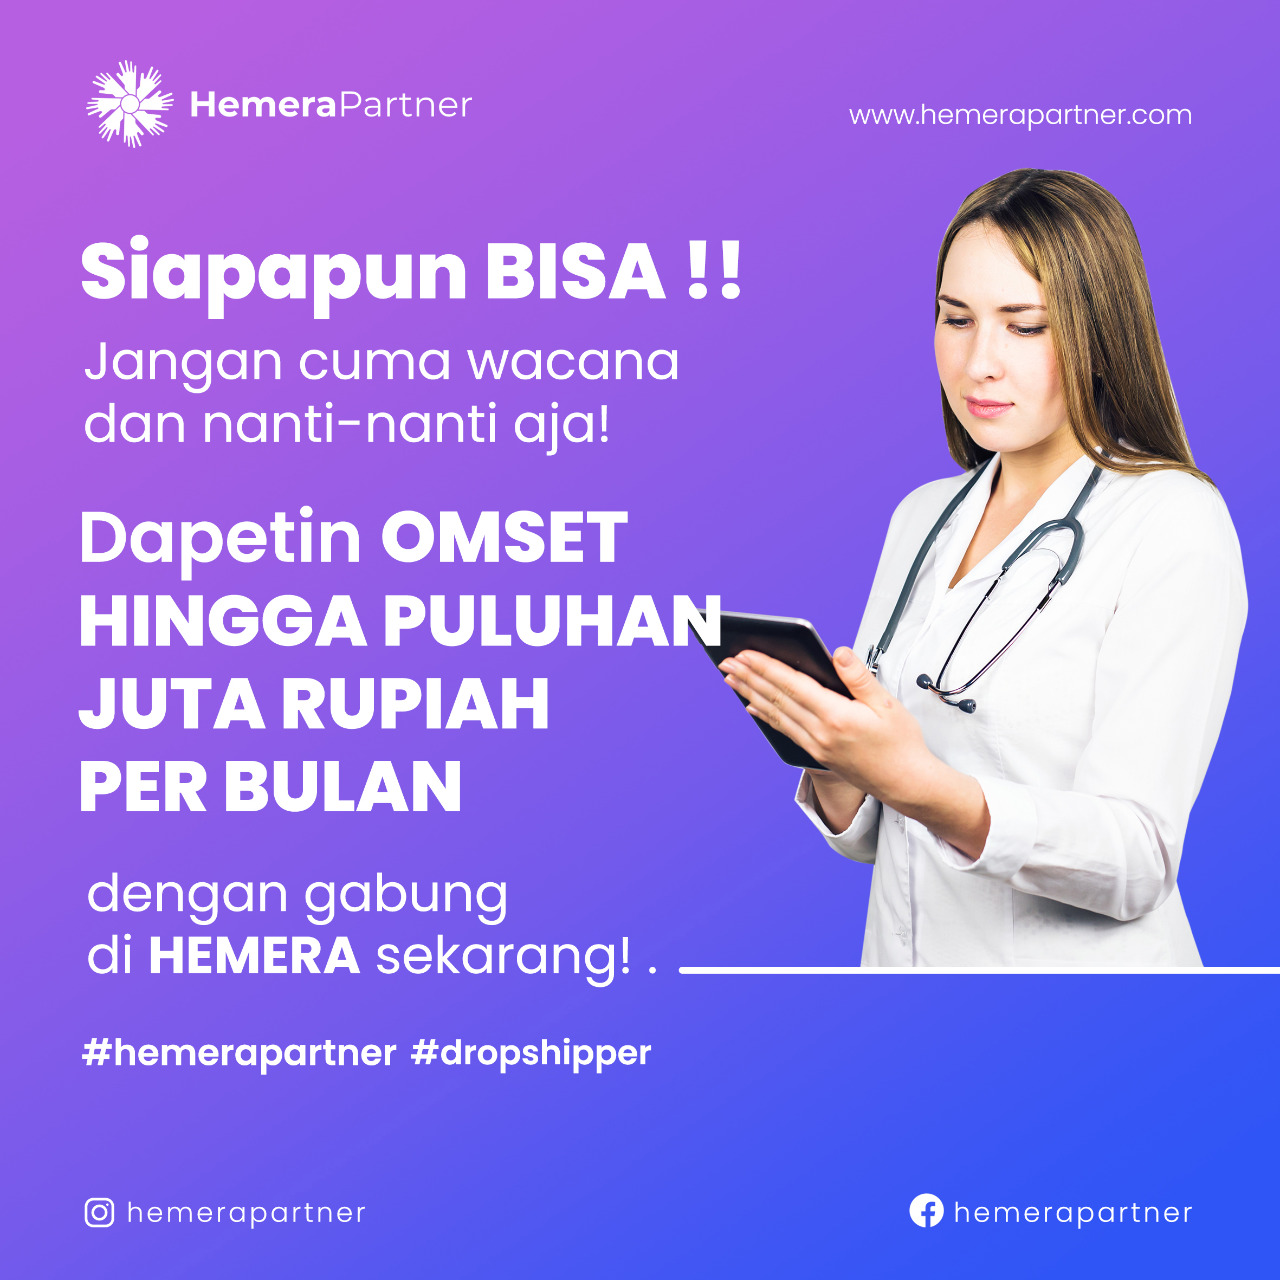 HemeraPartner
www.hemerapartner.com
Siapapun BISA !!
Jangan cuma wacana
dan nanti-nanti aja!
Dapetin OMSET
HINGGA PULUHAN
JUTA RUPIAH
PER BULAN
dengan gabung
di HEMERA sekarang! .
#hemerapartner #dropshipper
hemerapartner
hemerapartner